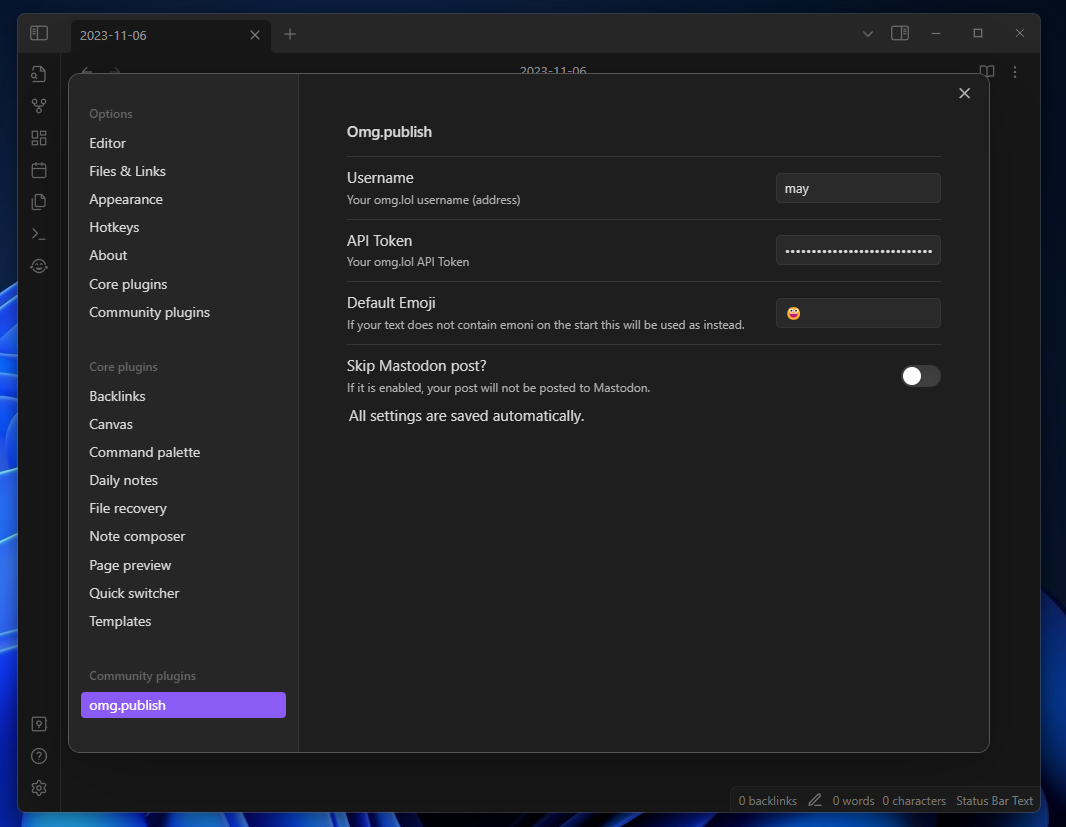 2023-11-06
2023-11-06
Options
Editor
Files & Links
Appearance
Hotkeys
About
Core plugins
Community plugins
Core plugins
Backlinks
Canvas
Command palette
Daily notes
File recovery
Note composer
Page preview
Quick switcher
Templates
Community plugins
omg.publish
Omg.publish
Username
Your omg.lol username (address)
may
API Token
Your omg.lol API Token
Default Emoji
If your text does not contain emoni on the start this will be used as instead.
Skip Mastodon post?
If it is enabled, your post will not be posted to Mastodon.
All settings are saved automatically.
0 backlinks 0 words 0 characters Status Bar Text